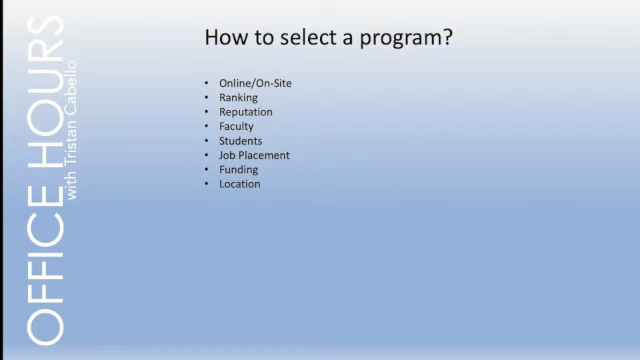 OFFICE HOURS
with Tristan Cabello
How to select a program?
• Online/On-Site
• Ranking
• Reputation
• Faculty
• Students
• Job Placement
• Funding
• Location